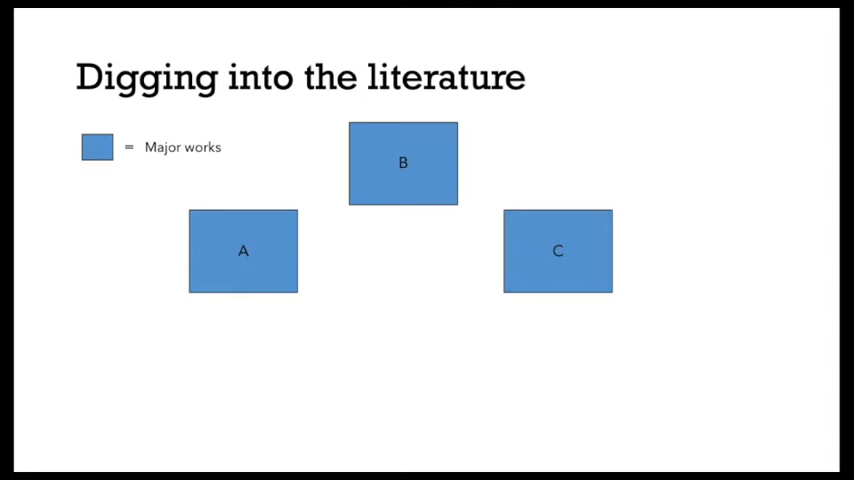 Digging into the literature
= Major works
B
A
C